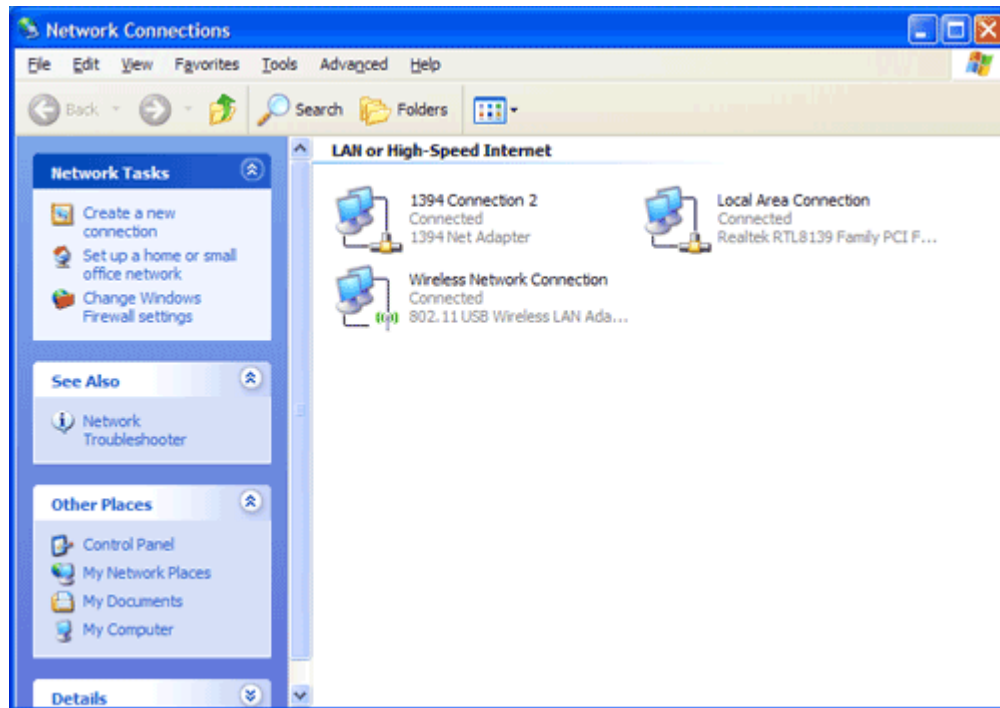 Network Connections
File Edit View Favorites Tools Advanced Help
Back Search Folders
Network Tasks
Create a new
connection
Set up a home or small
office network
Change Windows
Firewall settings
See Also
Network
Troubleshooter
Other Places
Control Panel
My Network Places
My Documents
My Computer
Details
LAN or High-Speed Internet
1394 Connection 2
Connected
1394 Net Adapter
Local Area Connection
Connected
Realtek RTL8139 Family PCI F...
Wireless Network Connection
Connected
802.11 USB Wireless LAN Ada...